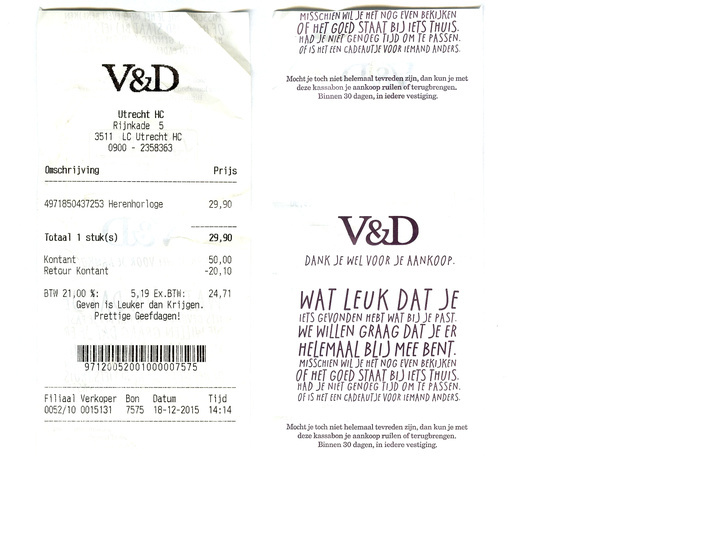 V&D
Utrecht HC
Rijnkade 5
3511 LC Utrecht HC
0900 - 2358363
Omschrijving Prijs
4971850437253 Herenhorloge 29,90
Totaal 1 stuk(s) 29,90
Kontant 50,00
Retour Kontant -20,10
BTW 21,00 %: 5,19 Ex.BTW: 24,71
Geven is Leuker dan Krijgen.
Prettige Geefdagen!
97120052001000007575
Filiaal Verkoper Bon Datum Tijd
0052/10 0015131 7575 18-12-2015 14:14
MISSCHIEN WIL JE HET NOG EVEN BEKIJKEN
OF HET GOED STAAT BIJ IETS THUIS.
HAD JE NIET GENOEG TIJD OM TE PASSEN.
OF IS HET EEN CADEAUTJE VOOR IEMAND ANDERS.
Mocht je toch niet helemaal tevreden zijn, dan kun je met
deze kassabon je aankoop ruilen of terugbrengen.
Binnen 30 dagen, in iedere vestiging.
V&D
DANK JE WEL VOOR JE AANKOOP.
WAT LEUK DAT JE
IETS GEVONDEN HEBT WAT BIJ JE PAST.
WE WILLEN GRAAG DAT JE ER
HELEMAAL BLIJ MEE BENT.
MISSCHIEN WIL JE HET NOG EVEN BEKIJKEN
OF HET GOED STAAT BIJ IETS THUIS.
HAD JE NIET GENOEG TIJD OM TE PASSEN.
OF IS HET EEN CADEAUTJE VOOR IEMAND ANDERS.
Mocht je toch niet helemaal tevreden zijn, dan kun je met
deze kassabon je aankoop ruilen of terugbrengen.
Binnen 30 dagen, in iedere vestiging.